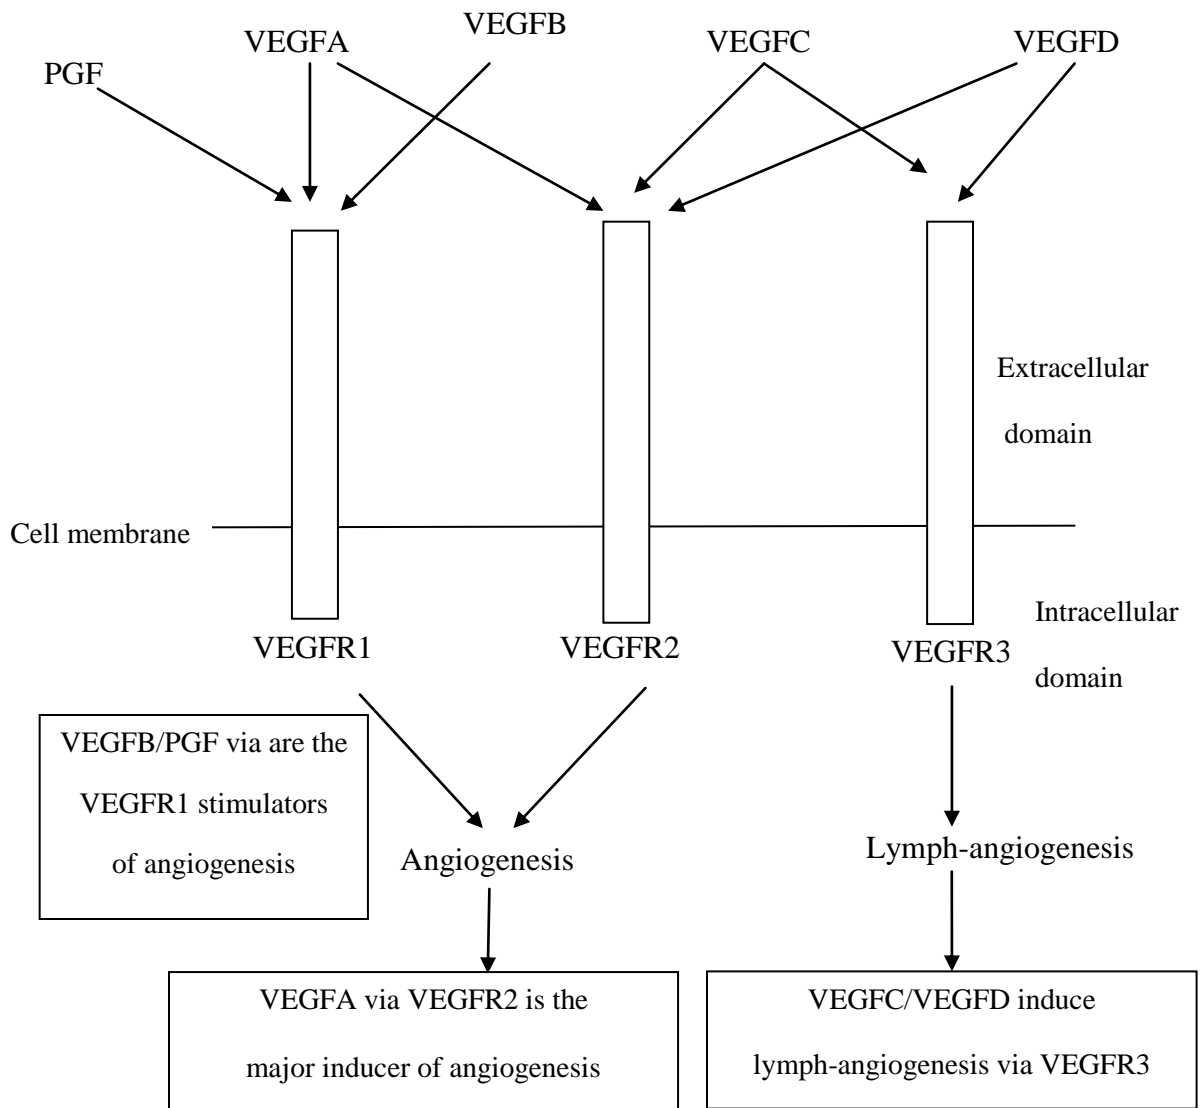 VEGFB
VEGFA
VEGFC
VEGFD
PGF
Extracellular
domain
Cell membrane
Intracellular
domain
VEGFR1
VEGFR2
VEGFR3
VEGFB/PGF via are the
VEGFR1 stimulators
of angiogenesis
Angiogenesis
Lymph-angiogenesis
VEGFA via VEGFR2 is the
major inducer of angiogenesis
VEGFC/VEGFD induce
lymph-angiogenesis via VEGFR3